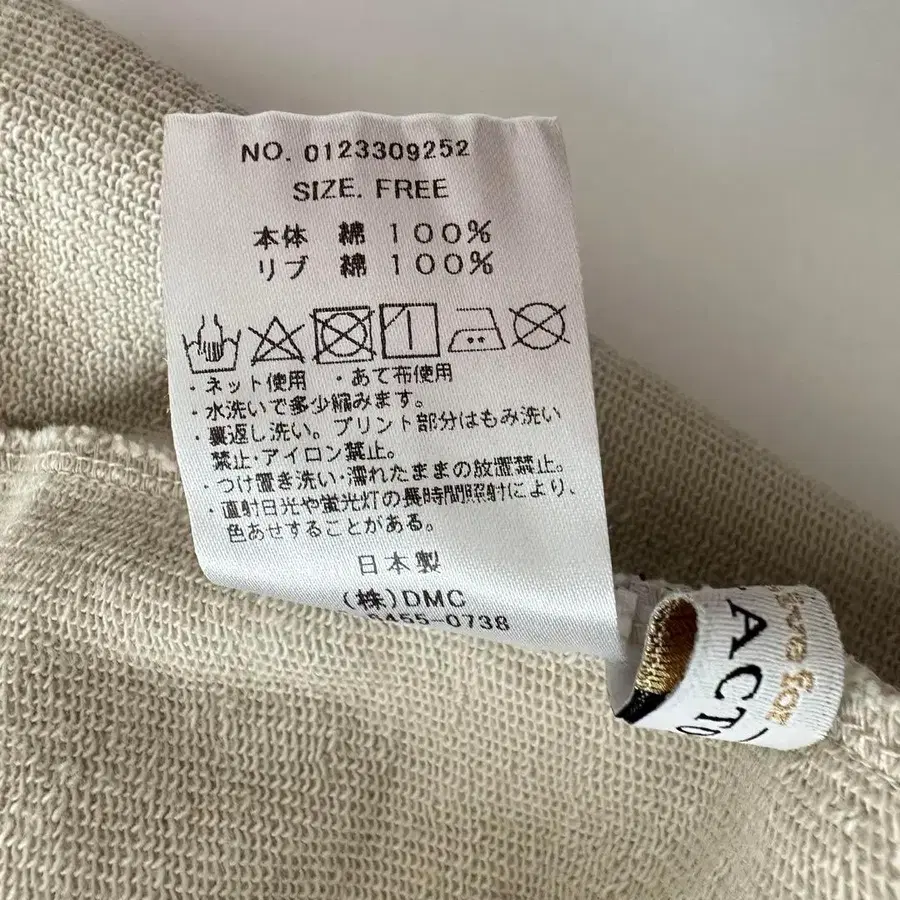 NO. 0123309252
SIZE. FREE
本体 綿 100%
リブ 綿 100%
・ネット使用 ・あて布使用
・水洗いで多少縮みます。
・裏返し洗い。プリント部分はもみ洗い
禁止・アイロン禁止。
・つけ置き洗い・濡れたままの放置禁止。
・直射日光や蛍光灯の長時間照射により、
色あせすることがある。
日本製
(株)DMC
6455-0738
for
ACTO